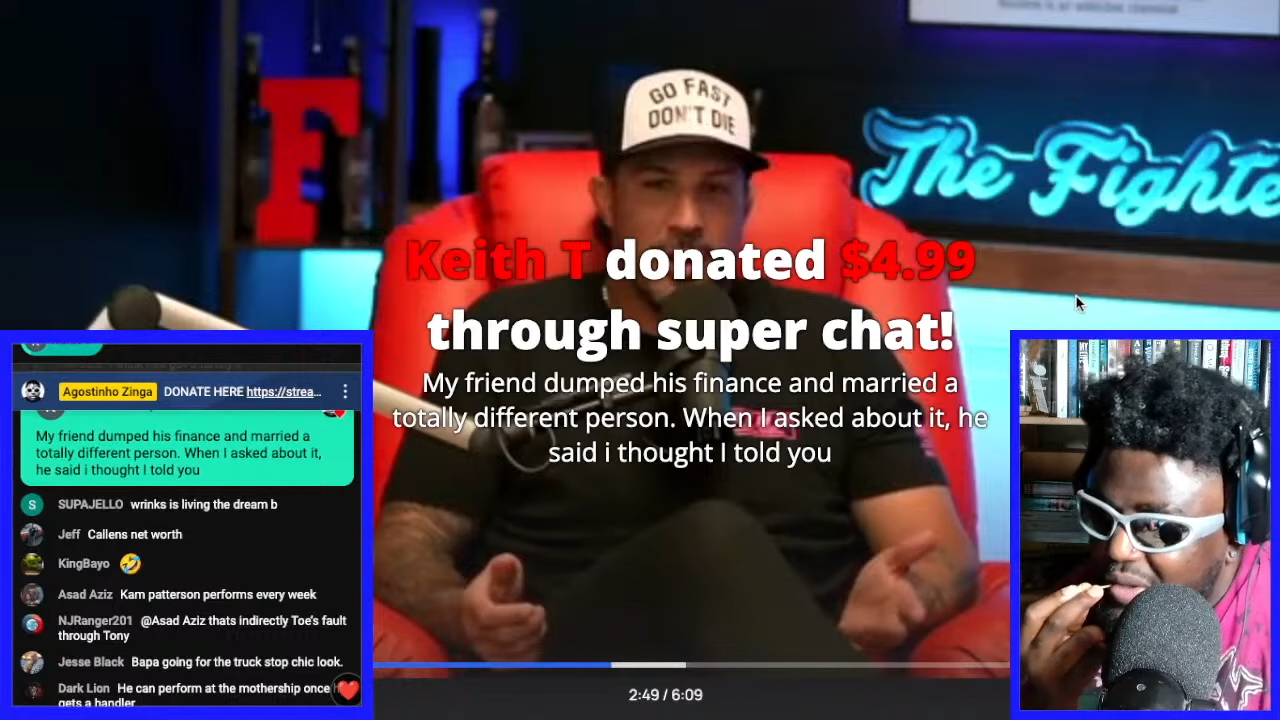 GO FAST
DON'T DIE
The Fighte
Keith T donated $4.99
through super chat!
My friend dumped his finance and married a
totally different person. When I asked about it, he
said i thought I told you
Agostinho Zinga DONATE HERE https://strea...
My friend dumped his finance and married a
totally different person. When I asked about it,
he said i thought I told you
S SUPAJELLO wrinks is living the dream b
Jeff Callens net worth
KingBayo 🤣
Asad Aziz Kam patterson performs every week
NJRanger201 @Asad Aziz thats indirectly Toe's fault
through Tony
Jesse Black Bapa going for the truck stop chic look.
Dark Lion He can perform at the mothership once
gets a handler
2:49 / 6:09